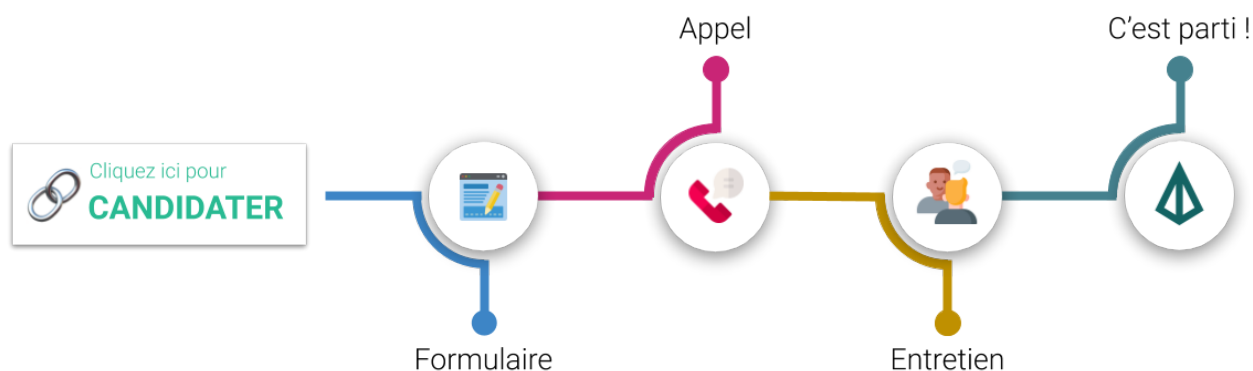 Cliquez ici pour
CANDIDATER
Formulaire
Appel
Entretien
C’est parti !